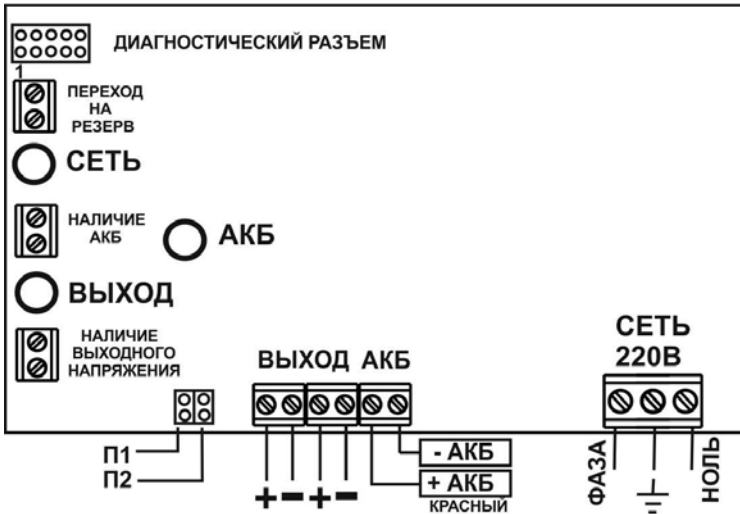 ДИАГНОСТИЧЕСКИЙ РАЗЪЕМ
1
ПЕРЕХОД
НА
РЕЗЕРВ
СЕТЬ
НАЛИЧИЕ
АКБ
АКБ
ВЫХОД
НАЛИЧИЕ
ВЫХОДНОГО
НАПРЯЖЕНИЯ
ВЫХОД АКБ
СЕТЬ
220В
П1
П2
+ − + −
- АКБ
+ АКБ
КРАСНЫЙ
ФАЗА
НОЛЬ